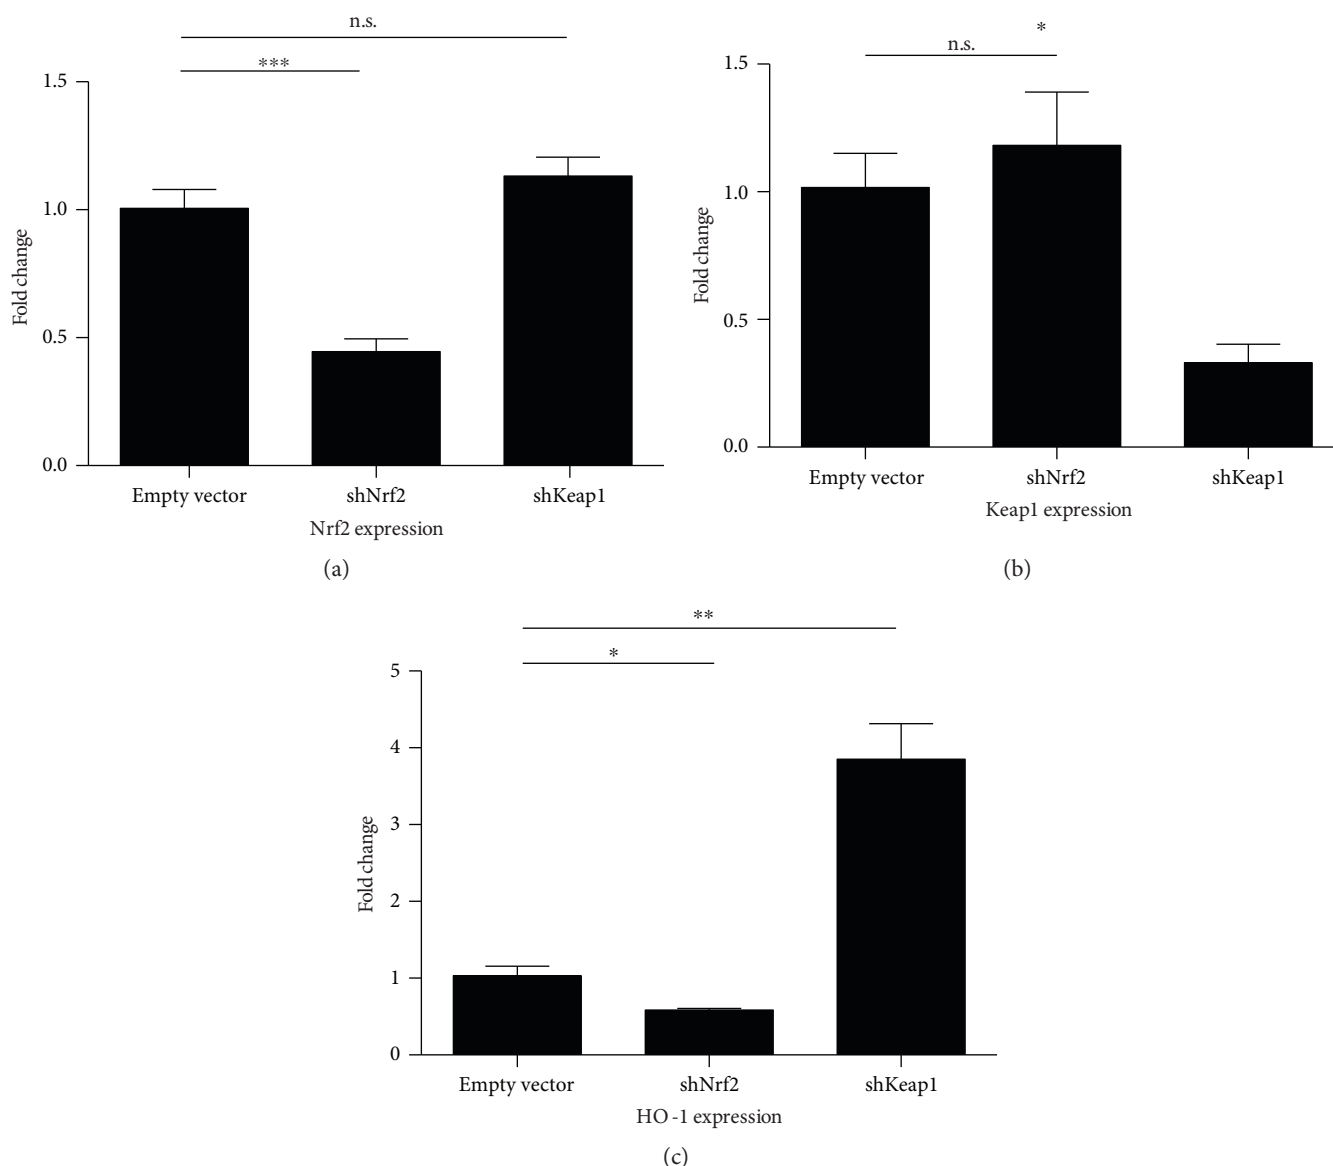 n.s.
***
1.5
1.0
0.5
0.0
Fold change
Empty vector shNrf2 shKeap1
Nrf2 expression
(a)
*
n.s.
1.5
1.0
0.5
0.0
Fold change
Empty vector shNrf2 shKeap1
Keap1 expression
(b)
**
*
5
4
3
2
1
0
Fold change
Empty vector shNrf2 shKeap1
HO -1 expression
(c)